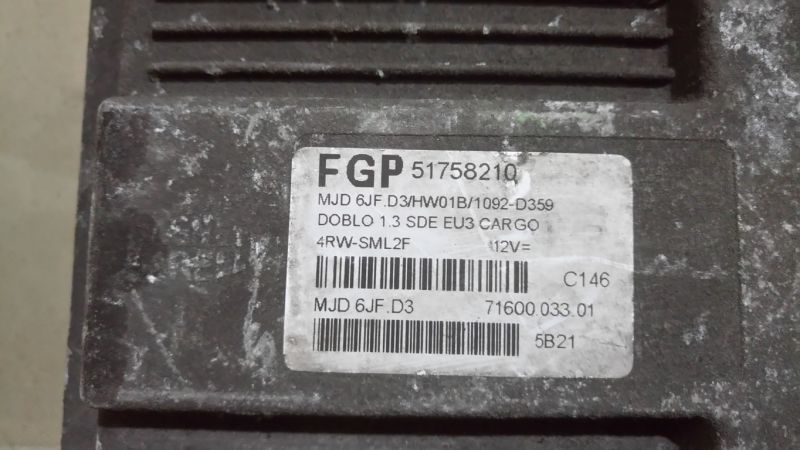 FGP 51758210
MJD 6JF.D3/HW01B/1092-D359
DOBLO 1.3 SDE EU3 CARGO
4RW-SML2F 12V=
C146
MJD 6JF.D3 71600.033.01
5B21